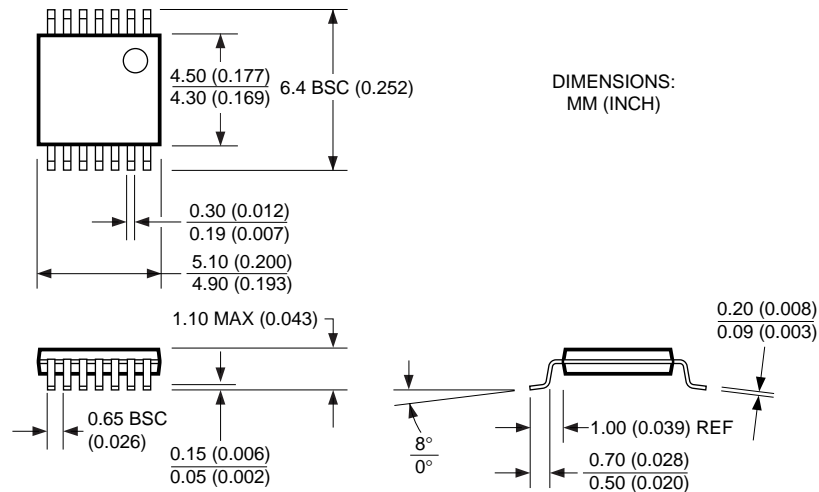 4.50 (0.177)
4.30 (0.169)
6.4 BSC (0.252)
DIMENSIONS:
MM (INCH)
0.30 (0.012)
0.19 (0.007)
5.10 (0.200)
4.90 (0.193)
1.10 MAX (0.043)
0.20 (0.008)
0.09 (0.003)
0.65 BSC
(0.026)
0.15 (0.006)
0.05 (0.002)
8°
0°
1.00 (0.039) REF
0.70 (0.028)
0.50 (0.020)